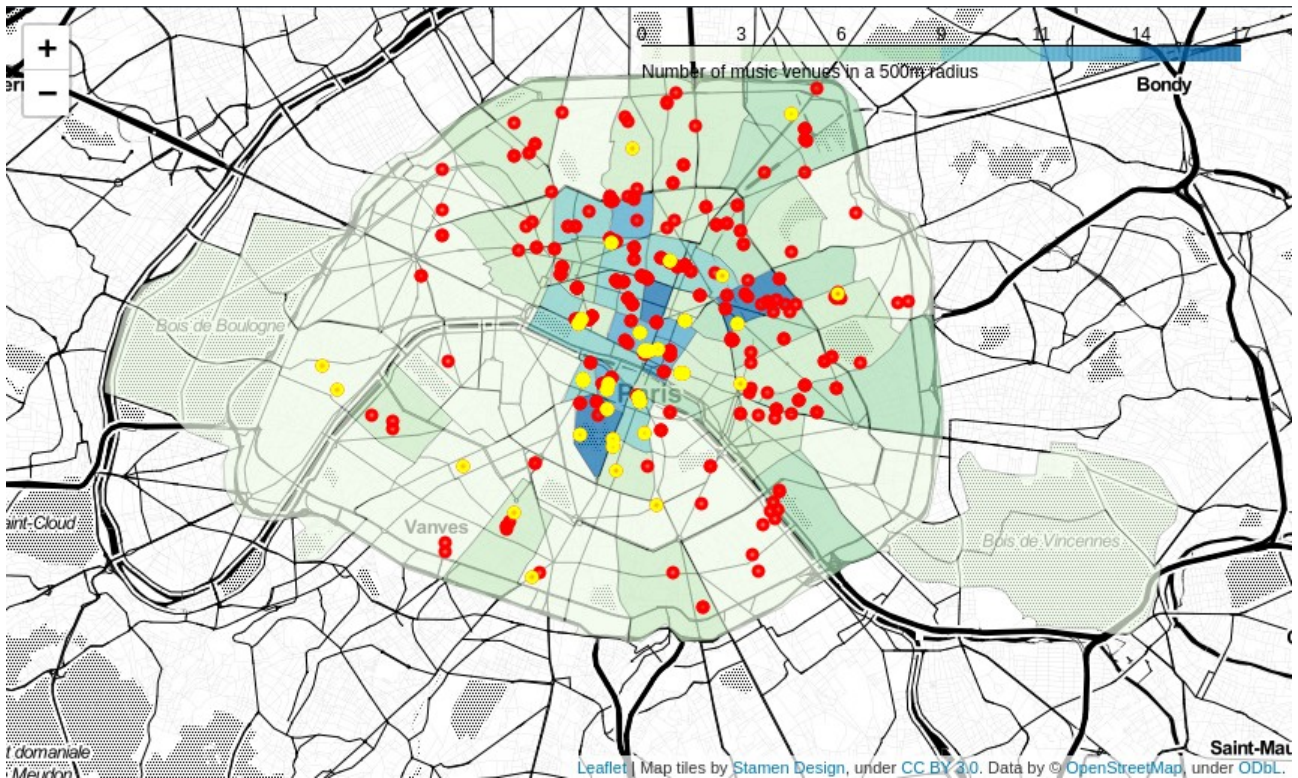 +
−
0 3 6 9 11 14 17
Number of music venues in a 500m radius
Bondy
Bois de Boulogne
Paris
Vanves
aint-Cloud
Bois de Vincennes
t domaniale
Meudon
Saint-Mau
Leaflet | Map tiles by Stamen Design, under CC BY 3.0. Data by © OpenStreetMap, under ODbL.